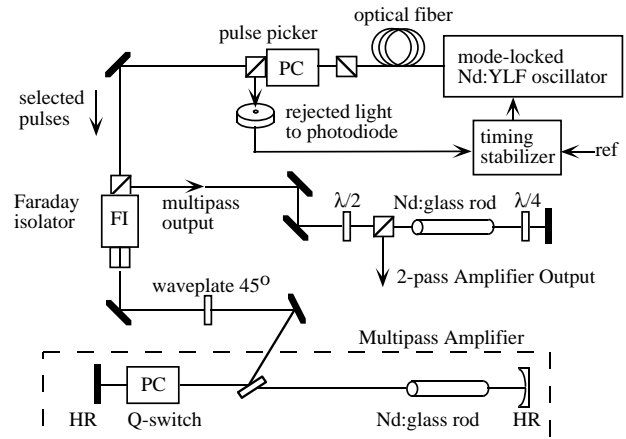 optical fiber
pulse picker
PC
mode-locked
Nd:YLF oscillator
selected
pulses
rejected light
to photodiode
timing
stabilizer
ref
Faraday
isolator
FI
multipass
output
λ/2
Nd:glass rod
λ/4
2-pass Amplifier Output
waveplate 45o
Multipass Amplifier
PC
HR
Q-switch
Nd:glass rod
HR